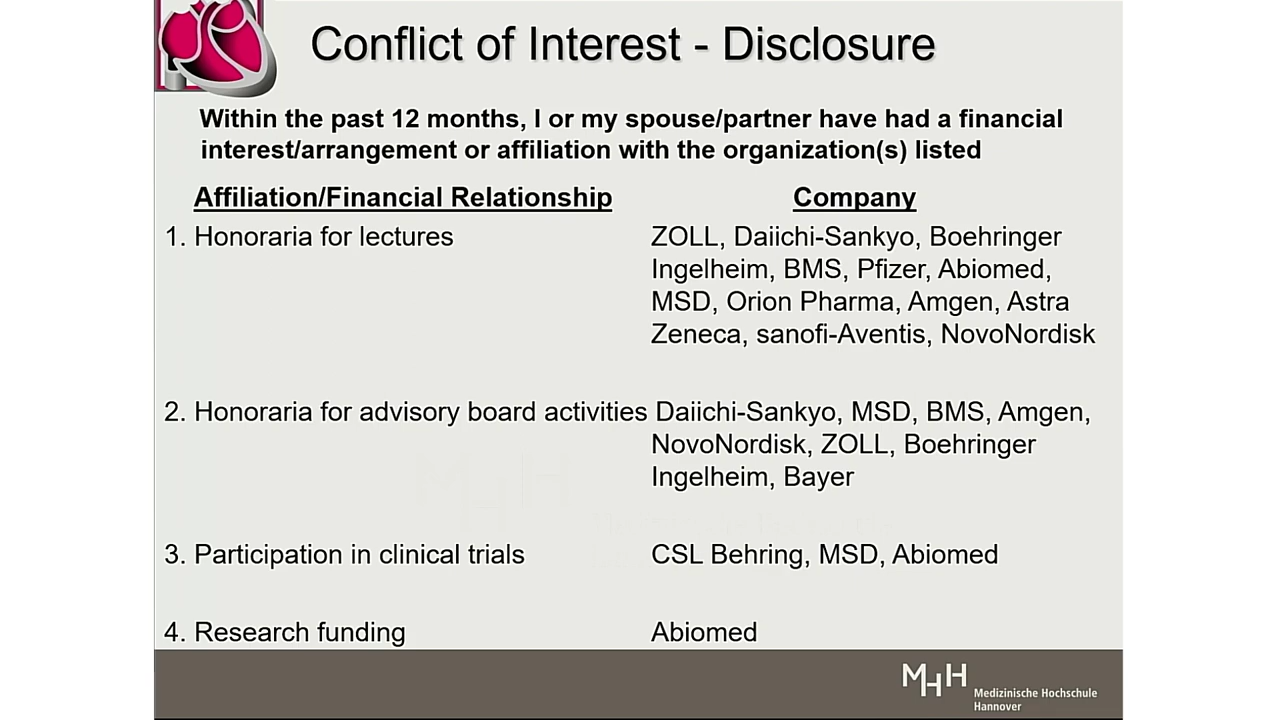 Conflict of Interest - Disclosure
Within the past 12 months, I or my spouse/partner have had a financial
interest/arrangement or affiliation with the organization(s) listed
Affiliation/Financial Relationship
Company
1. Honoraria for lectures
ZOLL, Daiichi-Sankyo, Boehringer
Ingelheim, BMS, Pfizer, Abiomed,
MSD, Orion Pharma, Amgen, Astra
Zeneca, sanofi-Aventis, NovoNordisk
2. Honoraria for advisory board activities
Daiichi-Sankyo, MSD, BMS, Amgen,
NovoNordisk, ZOLL, Boehringer
Ingelheim, Bayer
3. Participation in clinical trials
CSL Behring, MSD, Abiomed
4. Research funding
Abiomed
MHH
Medizinische Hochschule
Hannover